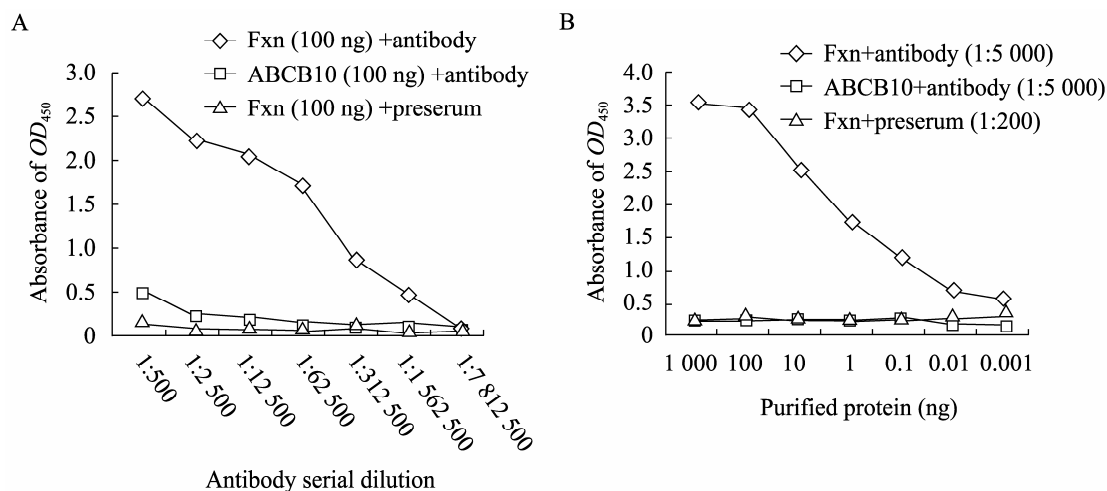 A
Fxn (100 ng) +antibody
ABCB10 (100 ng) +antibody
Fxn (100 ng) +preserum
3.0
2.5
2.0
1.5
1.0
0.5
0
Absorbance of OD450
1:500
1:2 500
1:12 500
1:62 500
1:312 500
1:1 562 500
1:7 812 500
Antibody serial dilution
B
Fxn+antibody (1:5 000)
ABCB10+antibody (1:5 000)
Fxn+preserum (1:200)
4.0
3.5
3.0
2.5
2.0
1.5
1.0
0.5
0
Absorbance of OD450
1 000 100 10 1 0.1 0.01 0.001
Purified protein (ng)